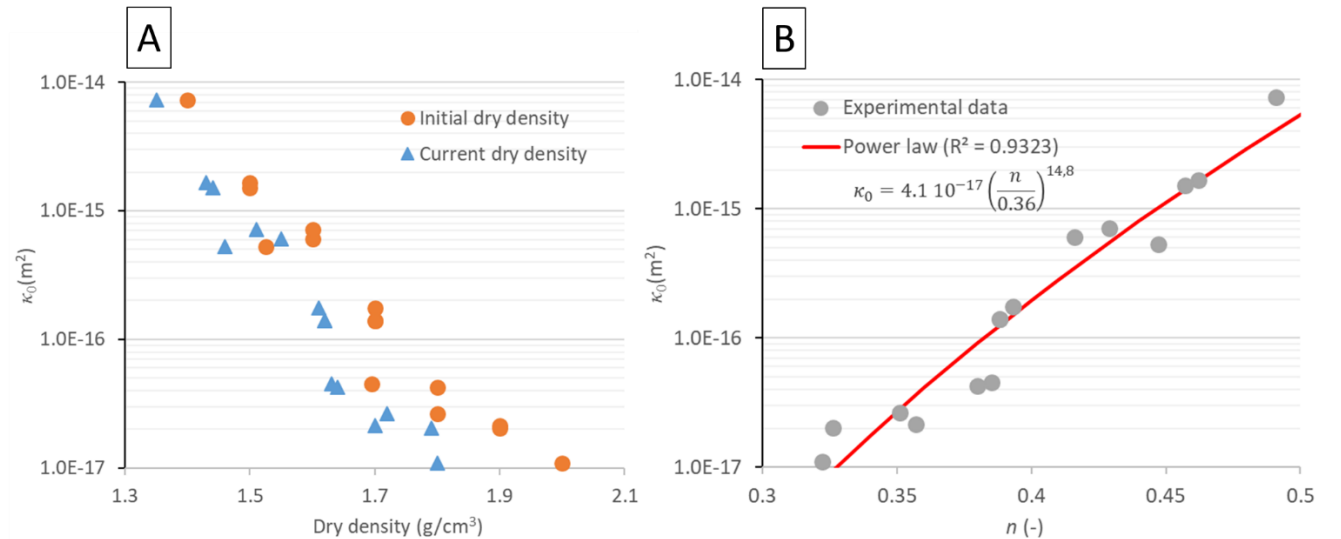 A
1.0E-14
1.0E-15
1.0E-16
1.0E-17
κ₀(m²)
Initial dry density
Current dry density
1.3
1.5
1.7
1.9
2.1
Dry density (g/cm³)
B
1.0E-14
1.0E-15
1.0E-16
1.0E-17
κ₀(m²)
Experimental data
Power law (R² = 0.9323)
κ₀ = 4.1 10⁻¹⁷(n/0.36)^14,8
0.3
0.35
0.4
0.45
0.5
n (-)